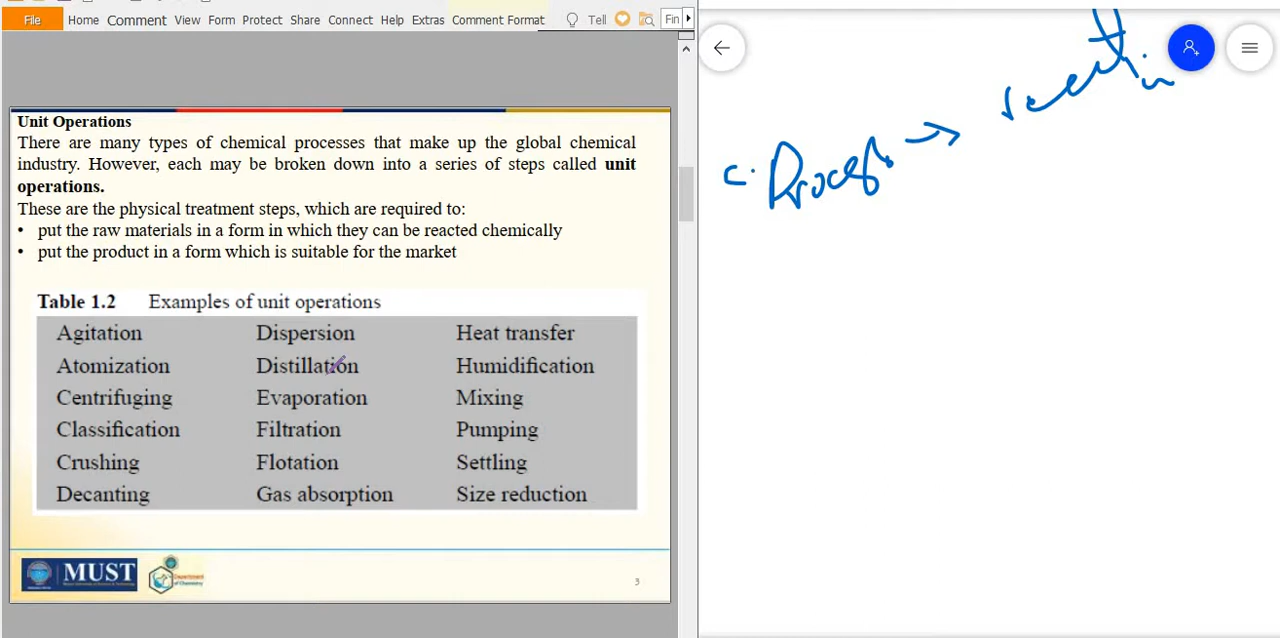 File Home Comment View Form Protect Share Connect Help Extras Comment Format Tell Fin
Unit Operations
There are many types of chemical processes that make up the global chemical
industry. However, each may be broken down into a series of steps called unit
operations.
These are the physical treatment steps, which are required to:
• put the raw materials in a form in which they can be reacted chemically
• put the product in a form which is suitable for the market
Table 1.2 Examples of unit operations
Agitation Dispersion Heat transfer
Atomization Distillation Humidification
Centrifuging Evaporation Mixing
Classification Filtration Pumping
Crushing Flotation Settling
Decanting Gas absorption Size reduction
MUST
Department
of Chemistry
3
C. Process →